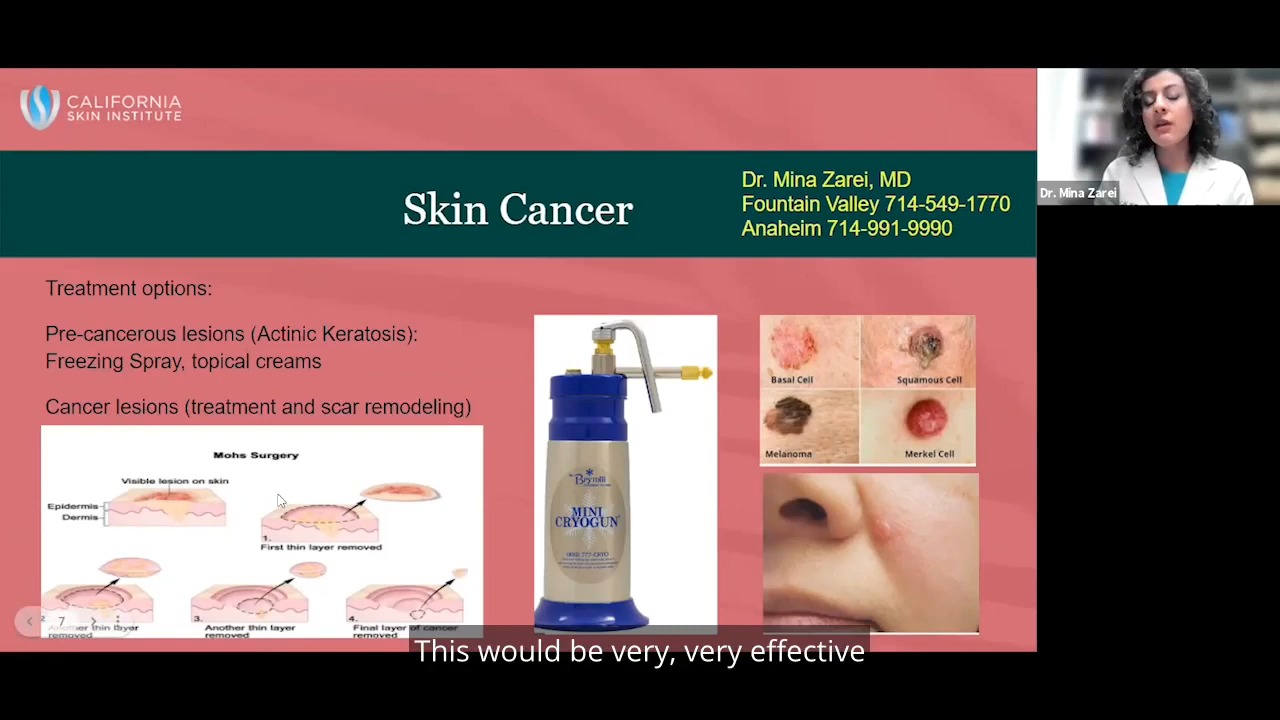 CALIFORNIA
SKIN INSTITUTE
Skin Cancer
Dr. Mina Zarei, MD
Fountain Valley 714-549-1770
Anaheim 714-991-9990
Dr. Mina Zarei
Treatment options:
Pre-cancerous lesions (Actinic Keratosis):
Freezing Spray, topical creams
Cancer lesions (treatment and scar remodeling)
Mohs Surgery
Visible lesion on skin
Epidermis
Dermis
1.
First thin layer removed
2
Another thin layer
removed
3.
Another thin layer
removed
4.
Final layer of cancer
removed
7
Brymill
MINI
CRYOGUN
Basal Cell
Squamous Cell
Melanoma
Merkel Cell
This would be very, very effective